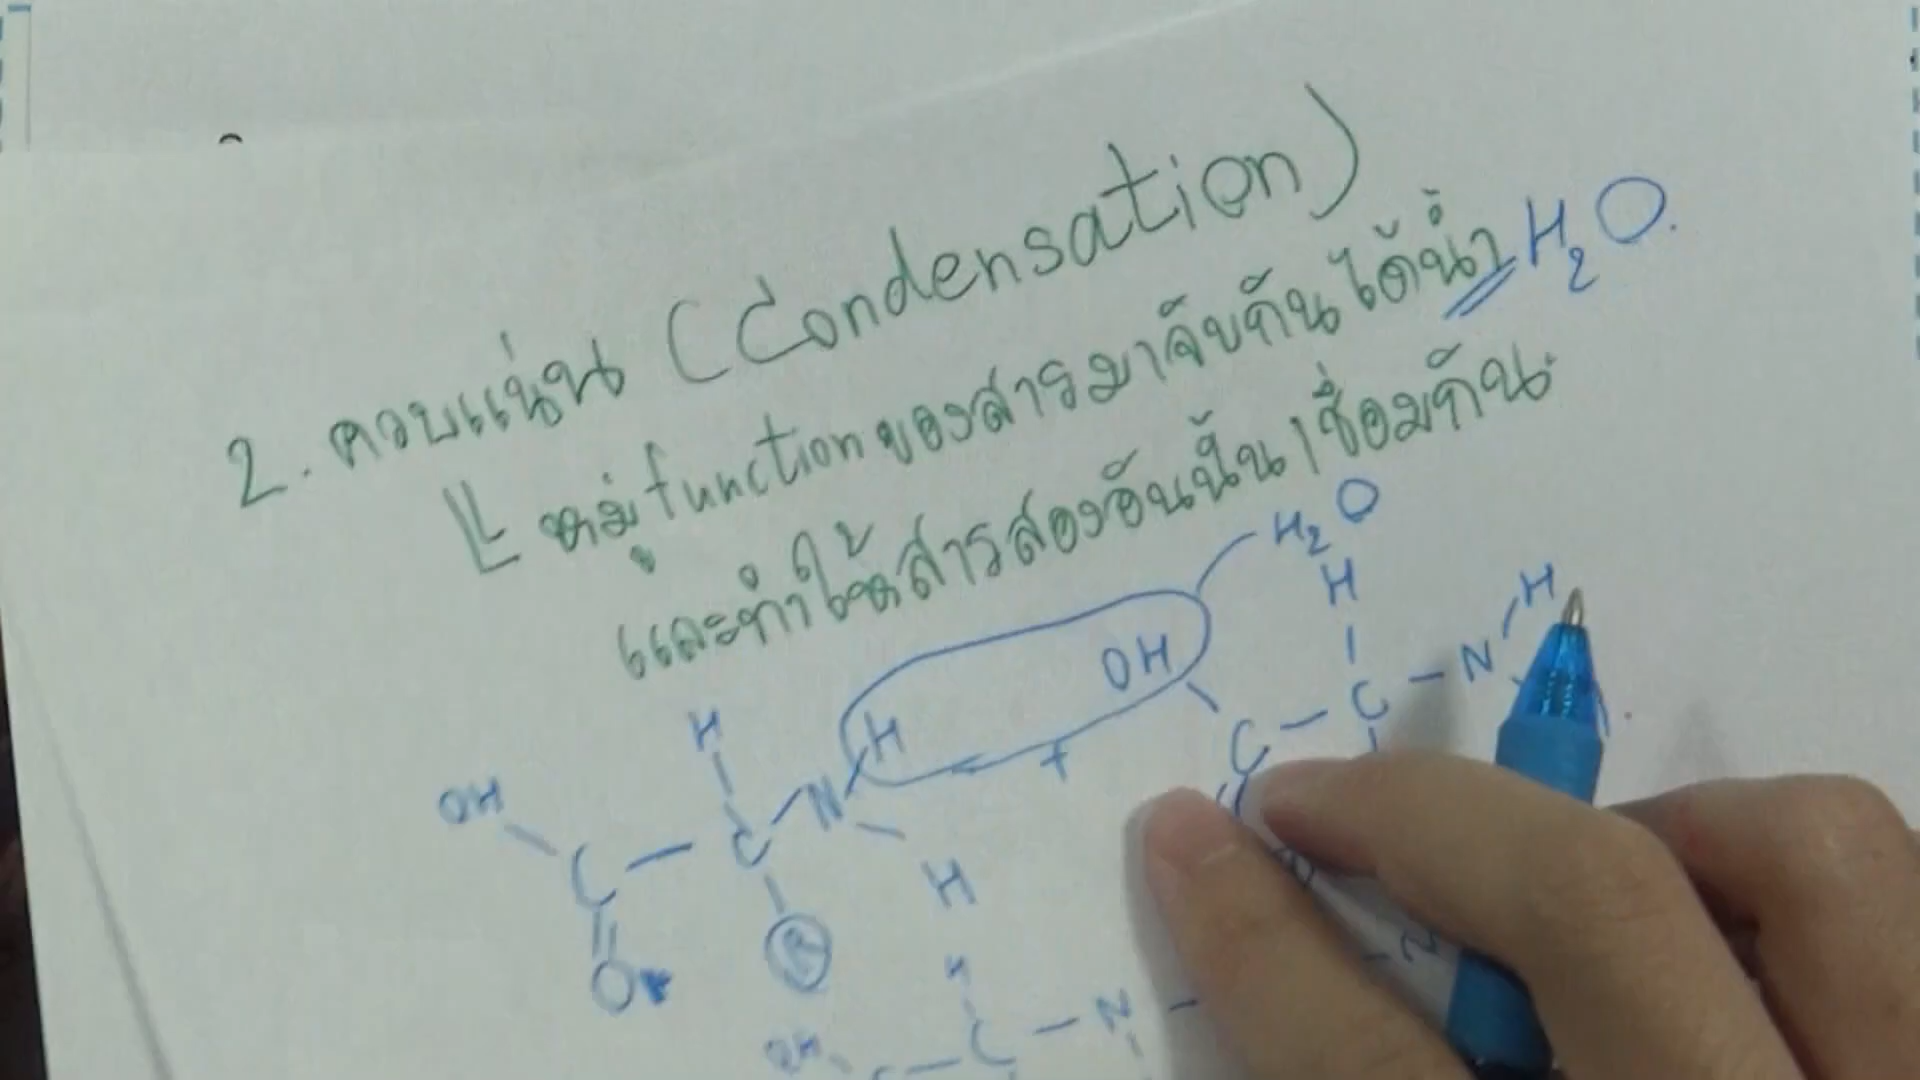 2. ควบแน่น (Condensation)
หมู่ function ของสารมาจับกันได้น้ำ H₂O.
และทำให้สารสองอันนั้นเชื่อมกัน
H₂O
H
H
OH
N
H
H
C
C
OH
N
C
C
H
O
R
H
N
OH
C